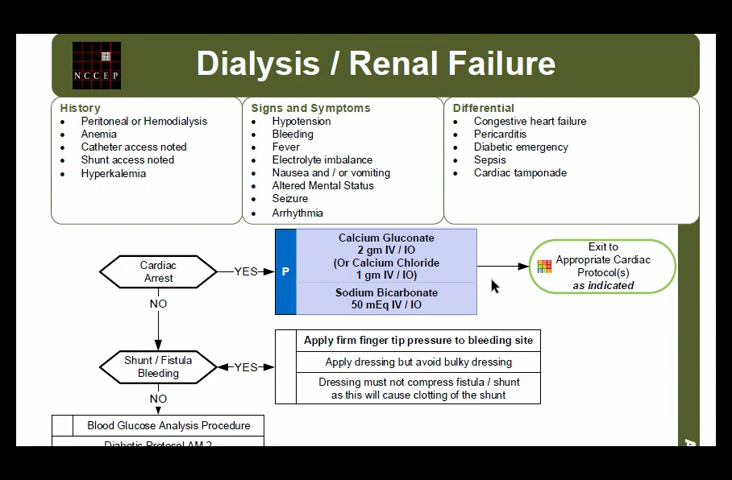 NCCEP
Dialysis / Renal Failure
History
• Peritoneal or Hemodialysis
• Anemia
• Catheter access noted
• Shunt access noted
• Hyperkalemia
Signs and Symptoms
• Hypotension
• Bleeding
• Fever
• Electrolyte imbalance
• Nausea and / or vomiting
• Altered Mental Status
• Seizure
• Arrhythmia
Differential
• Congestive heart failure
• Pericarditis
• Diabetic emergency
• Sepsis
• Cardiac tamponade
Cardiac
Arrest
YES
P
Calcium Gluconate
2 gm IV / IO
(Or Calcium Chloride
1 gm IV / IO)
Sodium Bicarbonate
50 mEq IV / IO
Exit to
Appropriate Cardiac
Protocol(s)
as indicated
NO
Shunt / Fistula
Bleeding
YES
Apply firm finger tip pressure to bleeding site
Apply dressing but avoid bulky dressing
Dressing must not compress fistula / shunt
as this will cause clotting of the shunt
NO
Blood Glucose Analysis Procedure
Diabetic Protocol AM 2